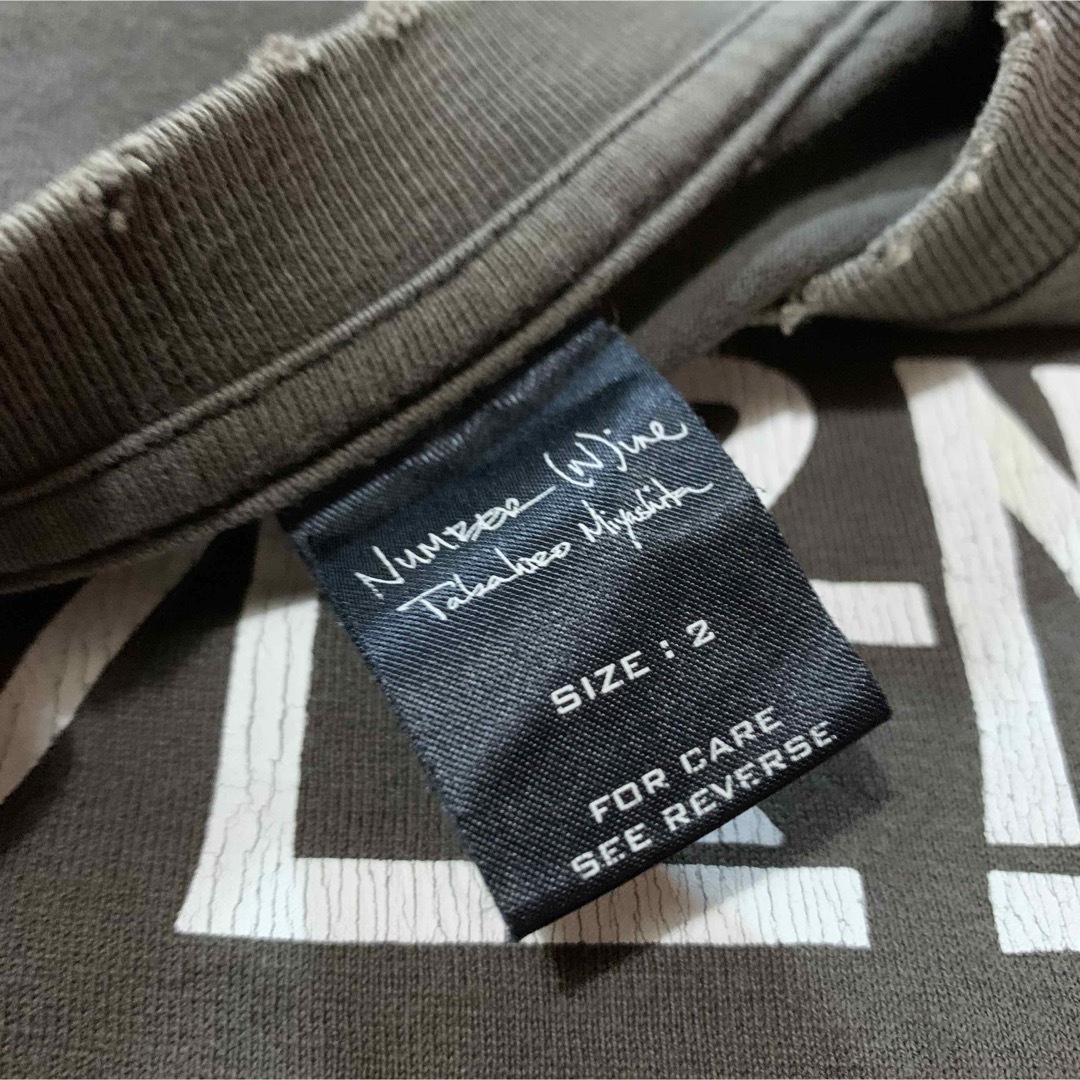 NUMBER (N)ine
Takahiro Miyashita
SIZE : 2
FOR CARE
SEE REVERSE